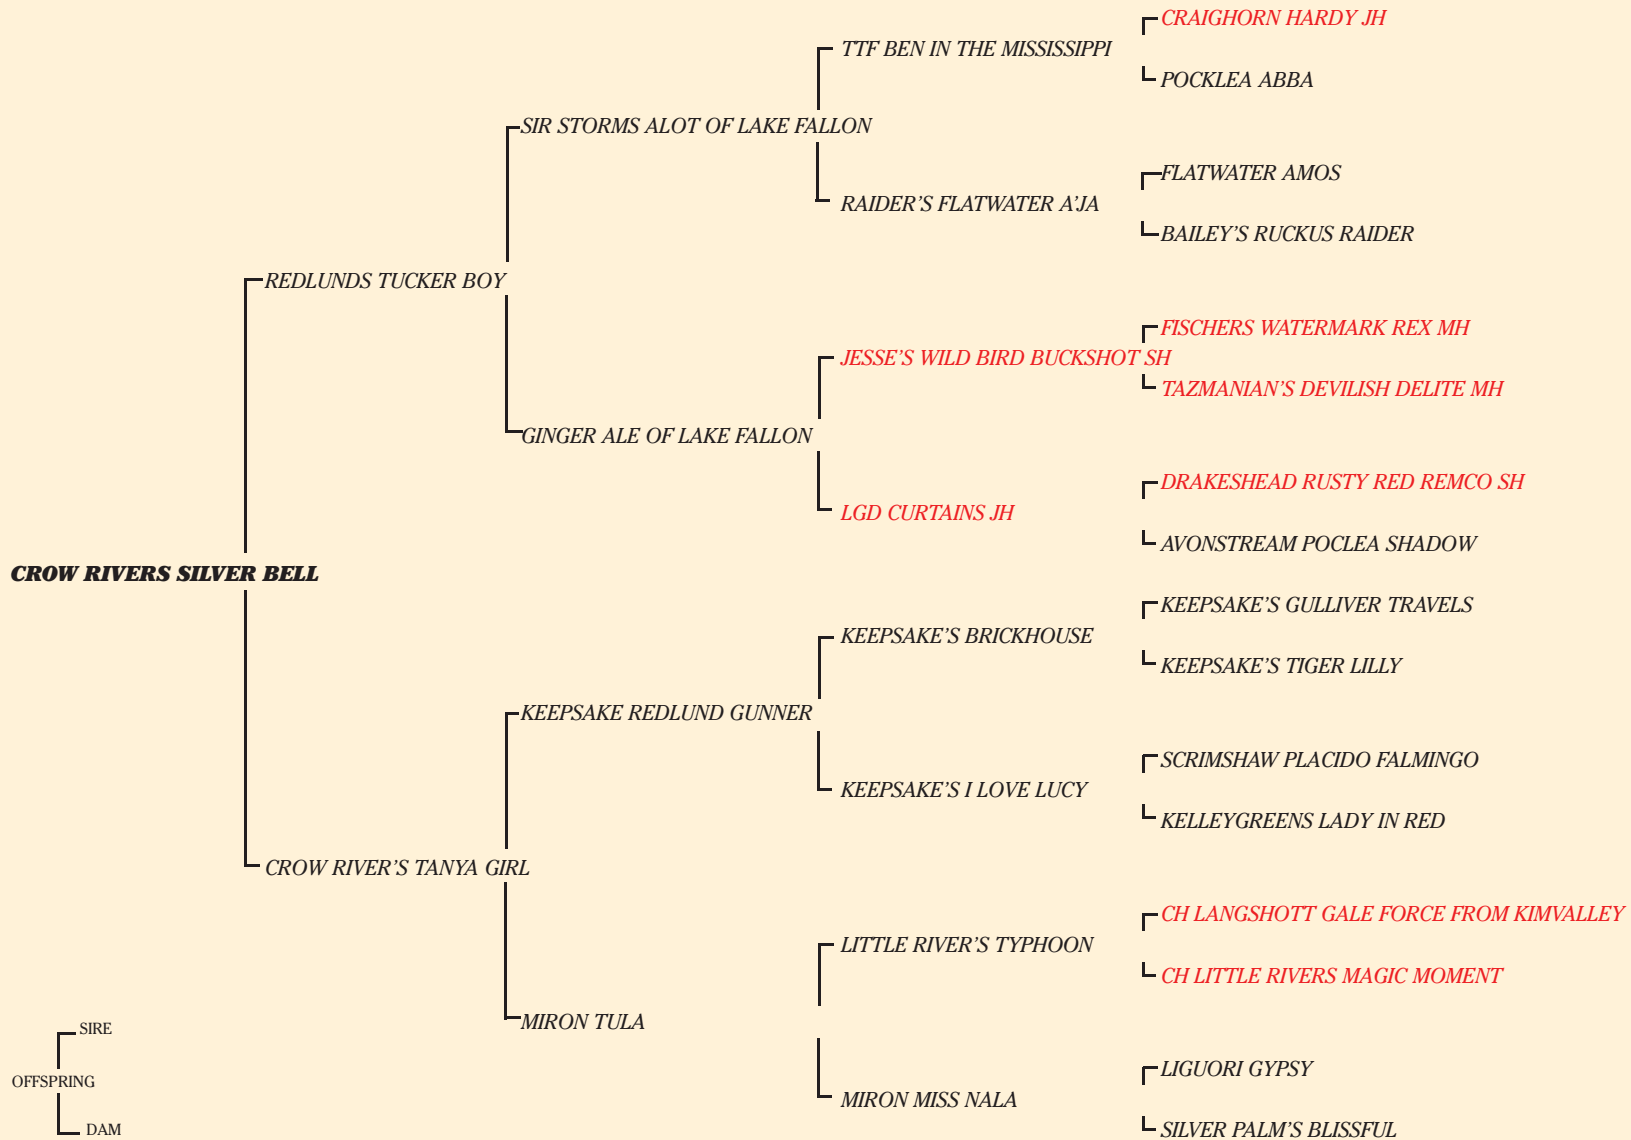 CRAIGHORN HARDY JH
TTF BEN IN THE MISSISSIPPI
POCKLEA ABBA
SIR STORMS ALOT OF LAKE FALLON
FLATWATER AMOS
RAIDER’S FLATWATER A’JA
BAILEY’S RUCKUS RAIDER
REDLUNDS TUCKER BOY
FISCHERS WATERMARK REX MH
JESSE’S WILD BIRD BUCKSHOT SH
TAZMANIAN’S DEVILISH DELITE MH
GINGER ALE OF LAKE FALLON
DRAKESHEAD RUSTY RED REMCO SH
LGD CURTAINS JH
AVONSTREAM POCLEA SHADOW
CROW RIVERS SILVER BELL
KEEPSAKE’S GULLIVER TRAVELS
KEEPSAKE’S BRICKHOUSE
KEEPSAKE’S TIGER LILLY
KEEPSAKE REDLUND GUNNER
SCRIMSHAW PLACIDO FALMINGO
KEEPSAKE’S I LOVE LUCY
KELLEYGREENS LADY IN RED
CROW RIVER’S TANYA GIRL
CH LANGSHOTT GALE FORCE FROM KIMVALLEY
LITTLE RIVER’S TYPHOON
CH LITTLE RIVERS MAGIC MOMENT
MIRON TULA
LIGUORI GYPSY
MIRON MISS NALA
SILVER PALM’S BLISSFUL
SIRE
OFFSPRING
DAM